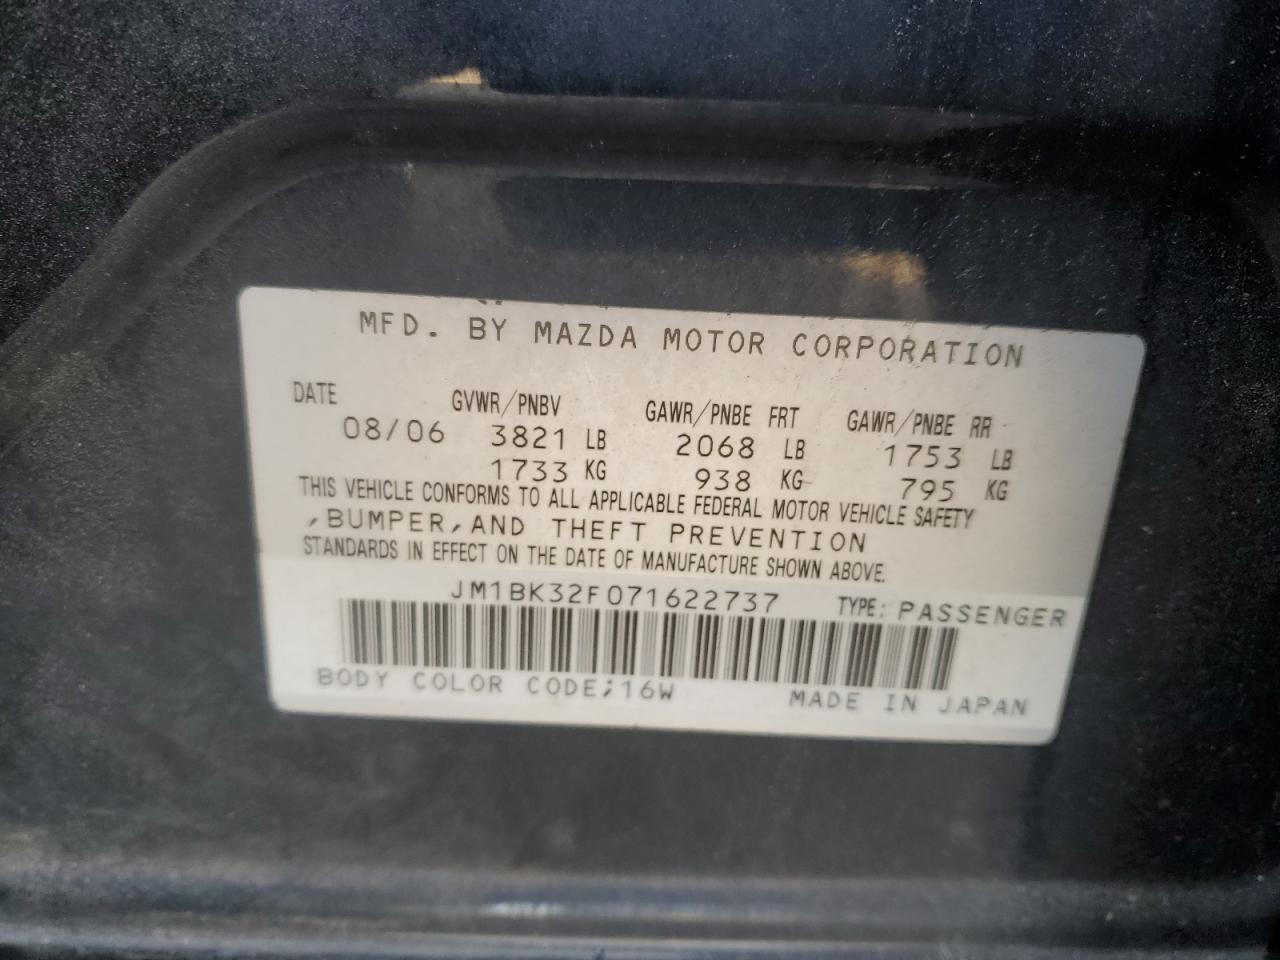 MFD. BY MAZDA MOTOR CORPORATION
DATE GVWR/PNBV GAWR/PNBE FRT GAWR/PNBE RR
08/06 3821 LB 2068 LB 1753 LB
1733 KG 938 KG 795 KG
THIS VEHICLE CONFORMS TO ALL APPLICABLE FEDERAL MOTOR VEHICLE SAFETY
,BUMPER,AND THEFT PREVENTION
STANDARDS IN EFFECT ON THE DATE OF MANUFACTURE SHOWN ABOVE.
JM1BK32F071622737 TYPE: PASSENGER
BODY COLOR CODE;16W MADE IN JAPAN